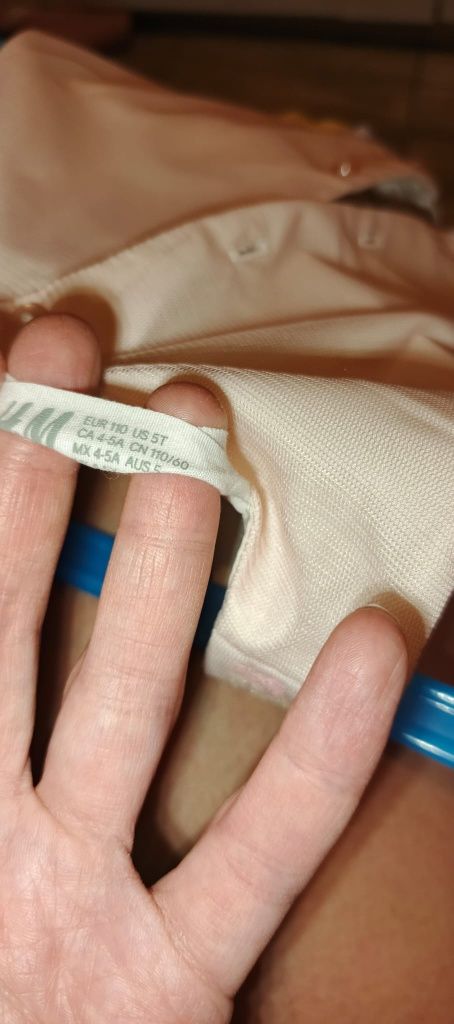 H&M
EUR 110 US 5T
CA 4-5A CN 110/60
MX 4-5A AUS 5